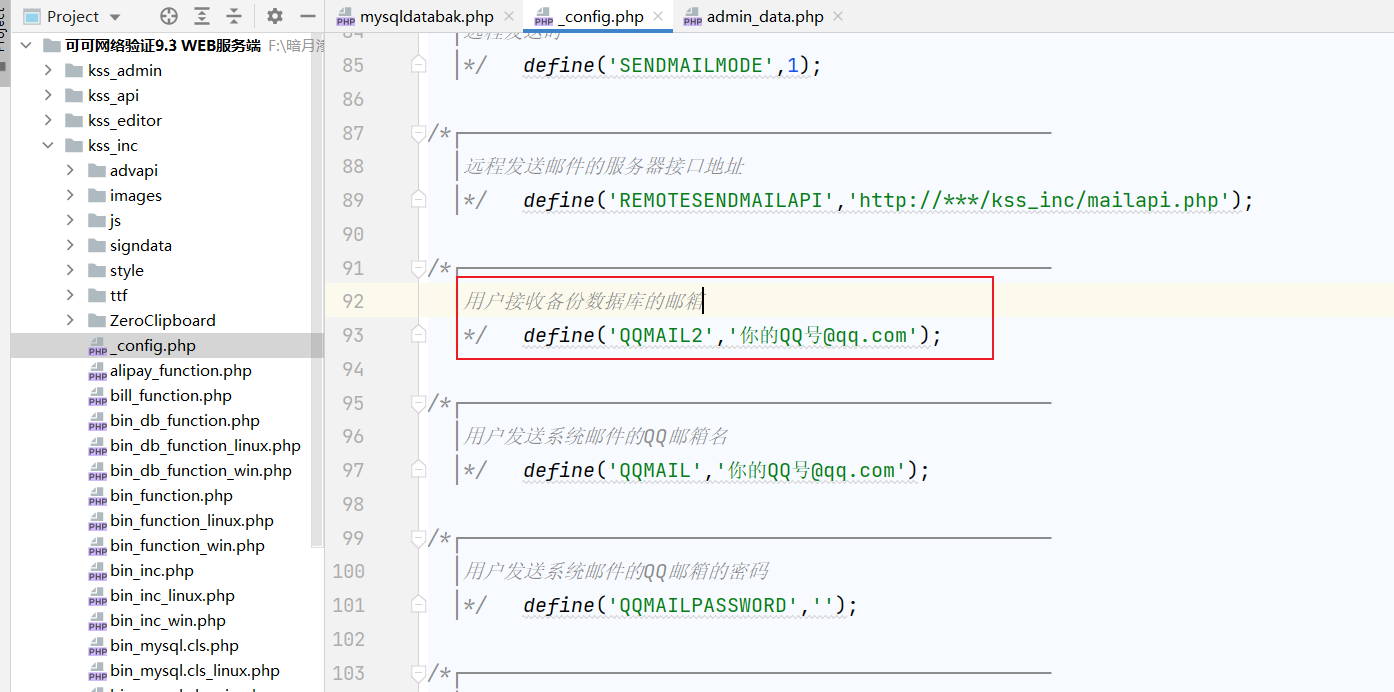 Project
mysqldatabak.php
_config.php
admin_data.php
可可网络验证9.3 WEB服务端 F:\暗月
kss_admin
kss_api
kss_editor
kss_inc
advapi
images
js
signdata
style
ttf
ZeroClipboard
_config.php
alipay_function.php
bill_function.php
bin_db_function.php
bin_db_function_linux.php
bin_db_function_win.php
bin_function.php
bin_function_linux.php
bin_function_win.php
bin_inc.php
bin_inc_linux.php
bin_inc_win.php
bin_mysql.cls.php
bin_mysql.cls_linux.php
84
85 */ define('SENDMAILMODE',1);
86
87 /*
88 远程发送邮件的服务器接口地址
89 */ define('REMOTESENDMAILAPI','http://***/kss_inc/mailapi.php');
90
91 /*
92 用户接收备份数据库的邮箱
93 */ define('QQMAIL2','你的QQ号@qq.com');
94
95 /*
96 用户发送系统邮件的QQ邮箱名
97 */ define('QQMAIL','你的QQ号@qq.com');
98
99 /*
100 用户发送系统邮件的QQ邮箱的密码
101 */ define('QQMAILPASSWORD','');
102
103 /*